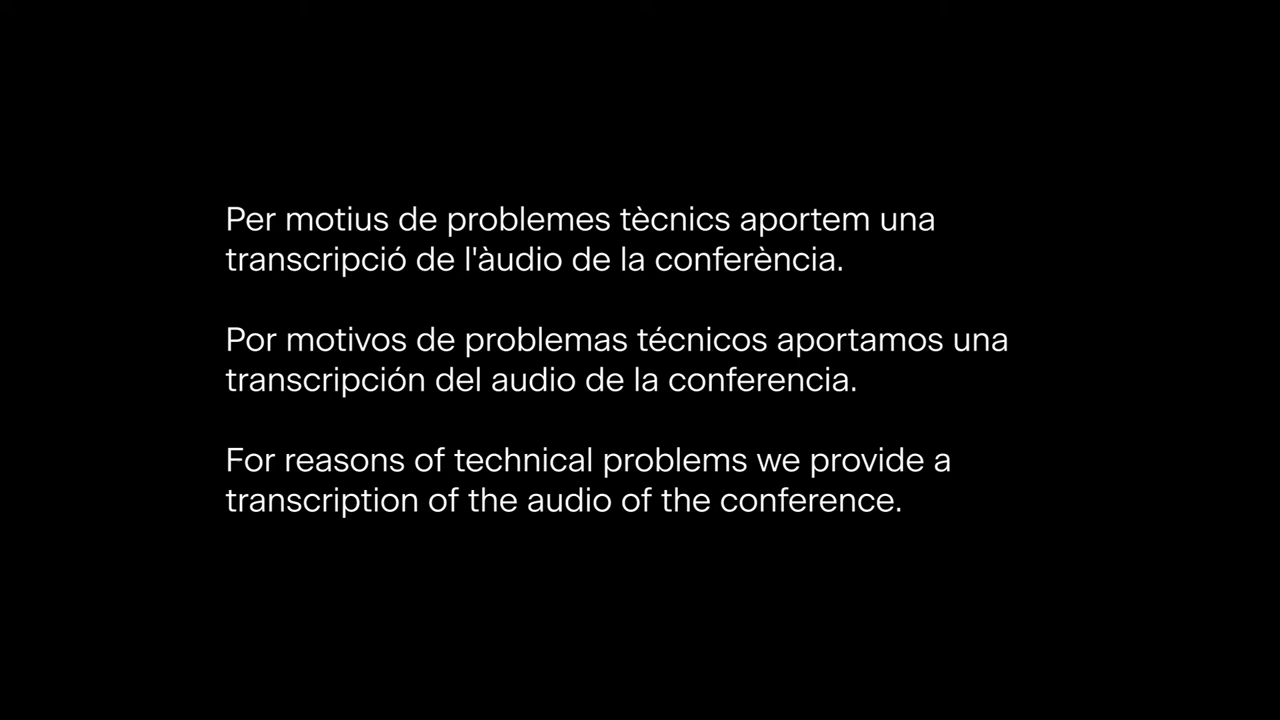 Per motius de problemes tècnics aportem una
transcripció de l'àudio de la conferència.
Por motivos de problemas técnicos aportamos una
transcripción del audio de la conferencia.
For reasons of technical problems we provide a
transcription of the audio of the conference.